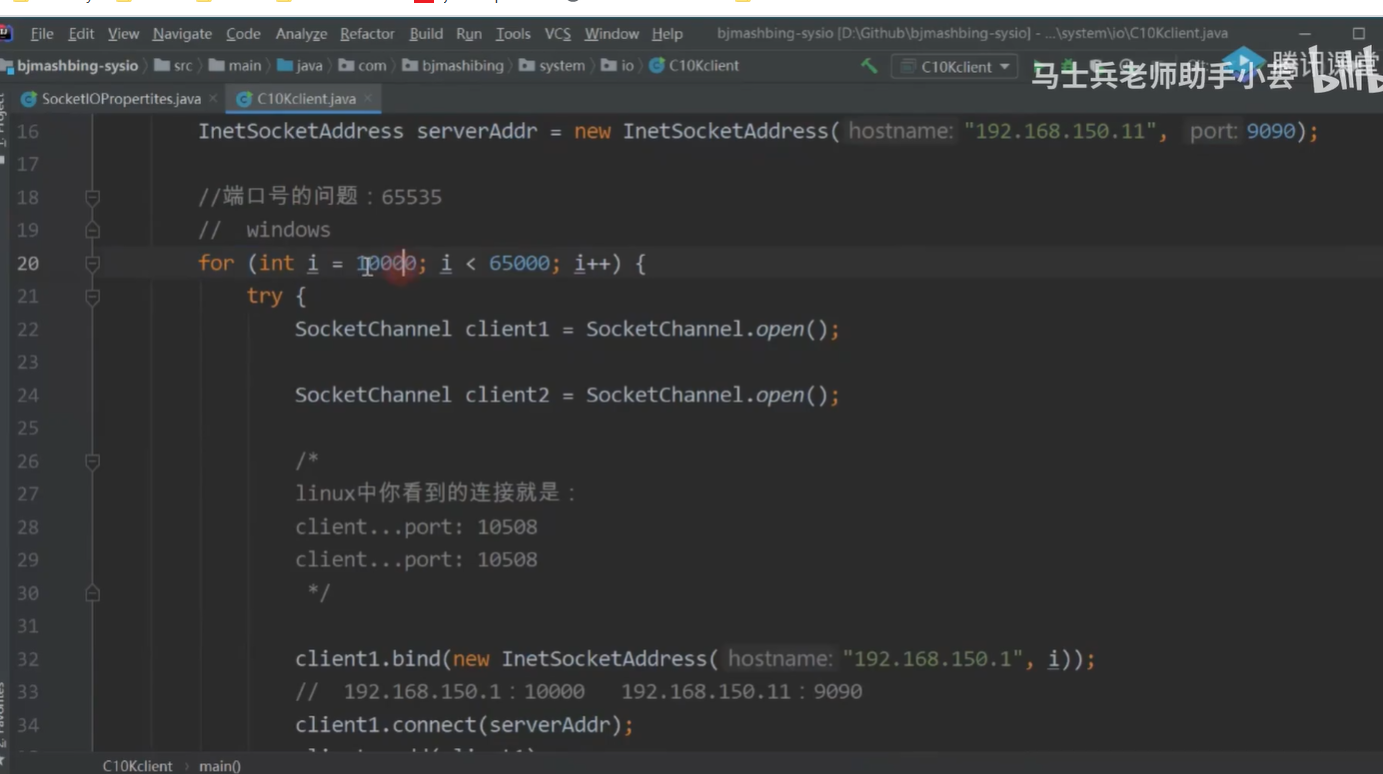 File Edit View Navigate Code Analyze Refactor Build Run Tools VCS Window Help bjmashbing-sysio [D:\Github\bjmashbing-sysio] - ...\system\io\C10Kclient.java
bjmashbing-sysio src main java com bjmashibing system io C10Kclient C10Kclient
马士兵老师助手小芸 腾讯课堂
SocketIOPropertites.java C10Kclient.java
16 InetSocketAddress serverAddr = new InetSocketAddress( hostname: "192.168.150.11", port: 9090);
17
18 //端口号的问题：65535
19 // windows
20 for (int i = 10000; i < 65000; i++) {
21 try {
22 SocketChannel client1 = SocketChannel.open();
23
24 SocketChannel client2 = SocketChannel.open();
25
26 /*
27 linux中你看到的连接就是：
28 client...port: 10508
29 client...port: 10508
30 */
31
32 client1.bind(new InetSocketAddress( hostname: "192.168.150.1", i));
33 // 192.168.150.1：10000 192.168.150.11：9090
34 client1.connect(serverAddr);
C10Kclient main()